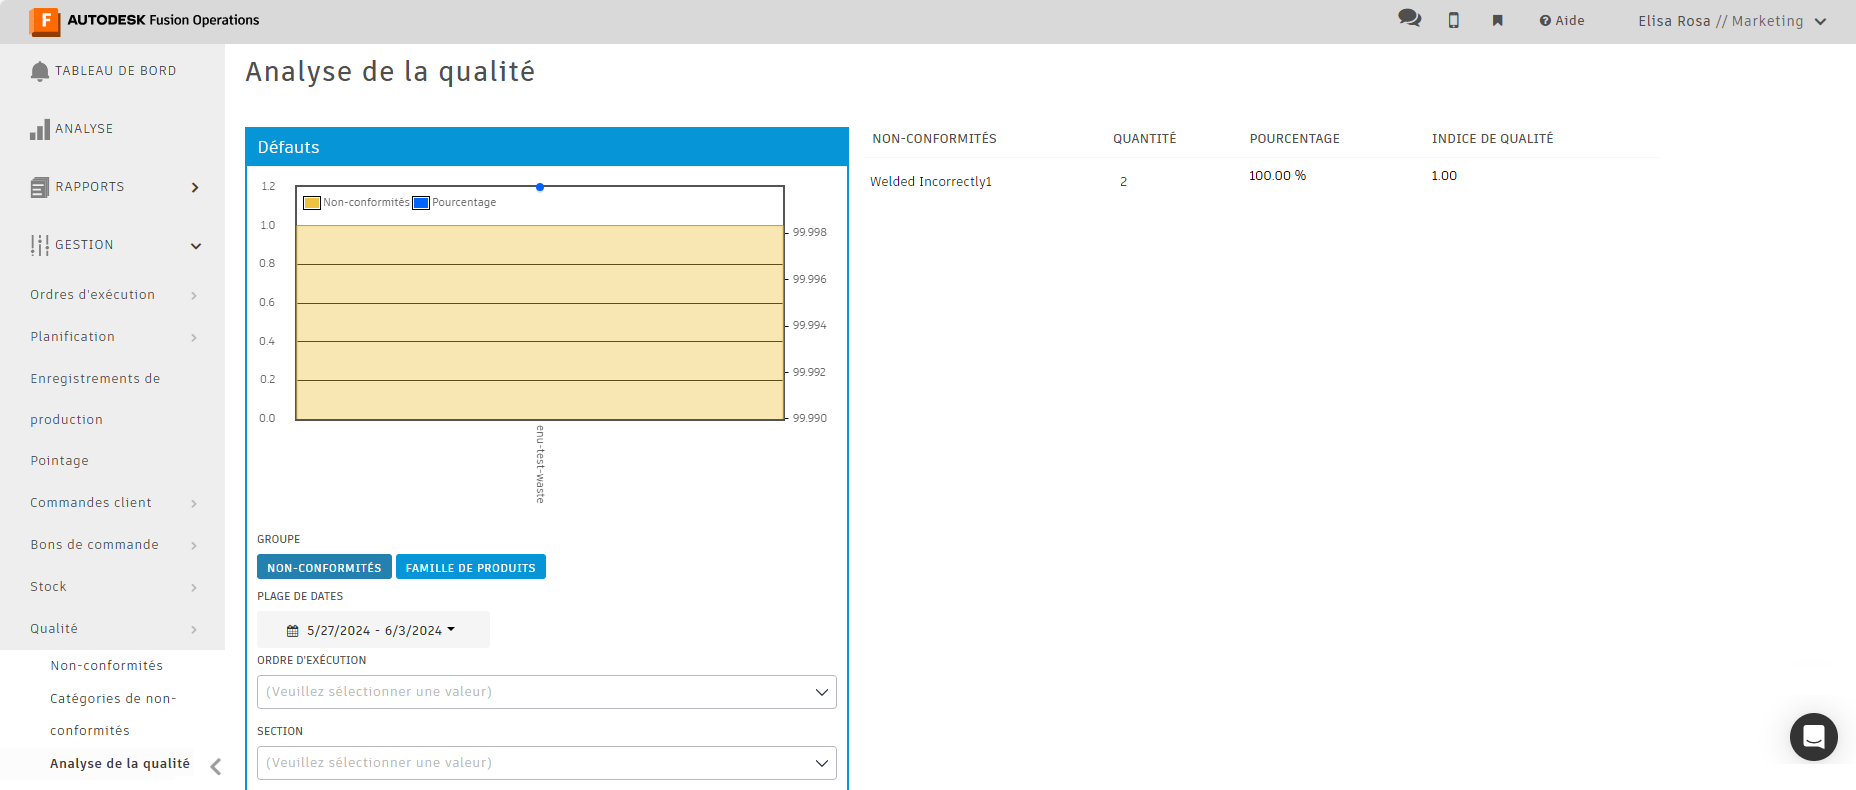 AUTODESK Fusion Operations
Aide
Elisa Rosa // Marketing
TABLEAU DE BORD
ANALYSE
RAPPORTS
GESTION
Ordres d'exécution
Planification
Enregistrements de
production
Pointage
Commandes client
Bons de commande
Stock
Qualité
Non-conformités
Catégories de non-
conformités
Analyse de la qualité
Analyse de la qualité
Défauts
Non-conformités Pourcentage
1.2
1.0
0.8
0.6
0.4
0.2
0.0
99.998
99.996
99.994
99.992
99.990
enu-test-waste
GROUPE
NON-CONFORMITÉS FAMILLE DE PRODUITS
PLAGE DE DATES
5/27/2024 - 6/3/2024
ORDRE D'EXÉCUTION
(Veuillez sélectionner une valeur)
SECTION
(Veuillez sélectionner une valeur)
NON-CONFORMITÉS QUANTITÉ POURCENTAGE INDICE DE QUALITÉ
Welded Incorrectly1 2 100.00 % 1.00